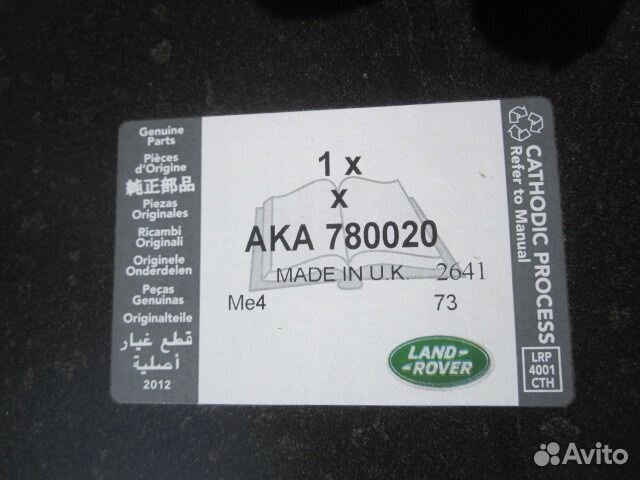 Genuine
Parts
Pièces
d'Origine
純正部品
Piezas
Originales
Ricambi
Originali
Originele
Onderdelen
Peças
Genuinas
Originalteile
قطع غيار
أصلية
2012
1 x
x
AKA 780020
MADE IN U.K. 2641
Me4 73
LAND-
-ROVER
CATHODIC PROCESS
Refer to Manual
LRP
4001
CTH
Avito